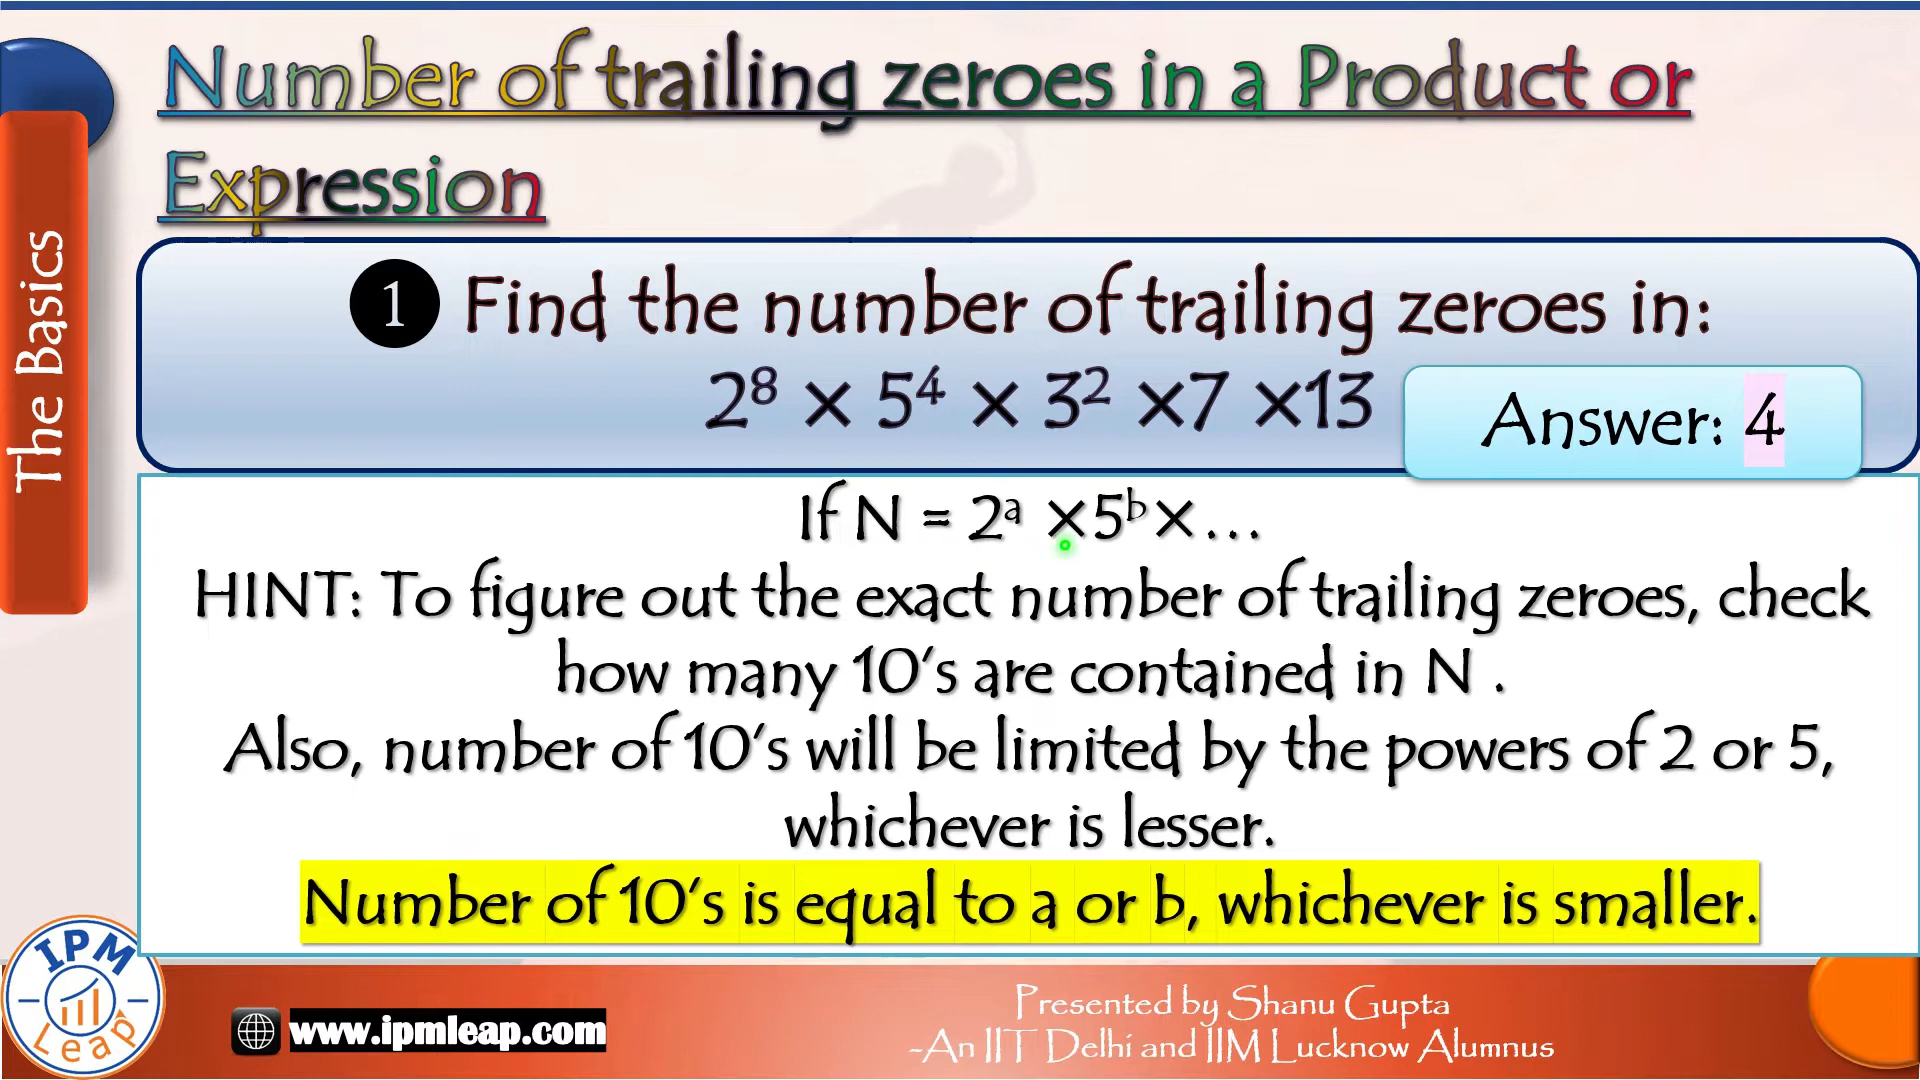 Number of trailing zeroes in a Product or
Expression
The Basics
1 Find the number of trailing zeroes in:
2⁸ × 5⁴ × 3² ×7 ×13
Answer: 4
If N = 2ᵃ ×5ᵇ×...
HINT: To figure out the exact number of trailing zeroes, check
how many 10's are contained in N .
Also, number of 10's will be limited by the powers of 2 or 5,
whichever is lesser.
Number of 10's is equal to a or b, whichever is smaller.
IPM
Leap
www.ipmleap.com
Presented by Shanu Gupta
-An IIT Delhi and IIM Lucknow Alumnus